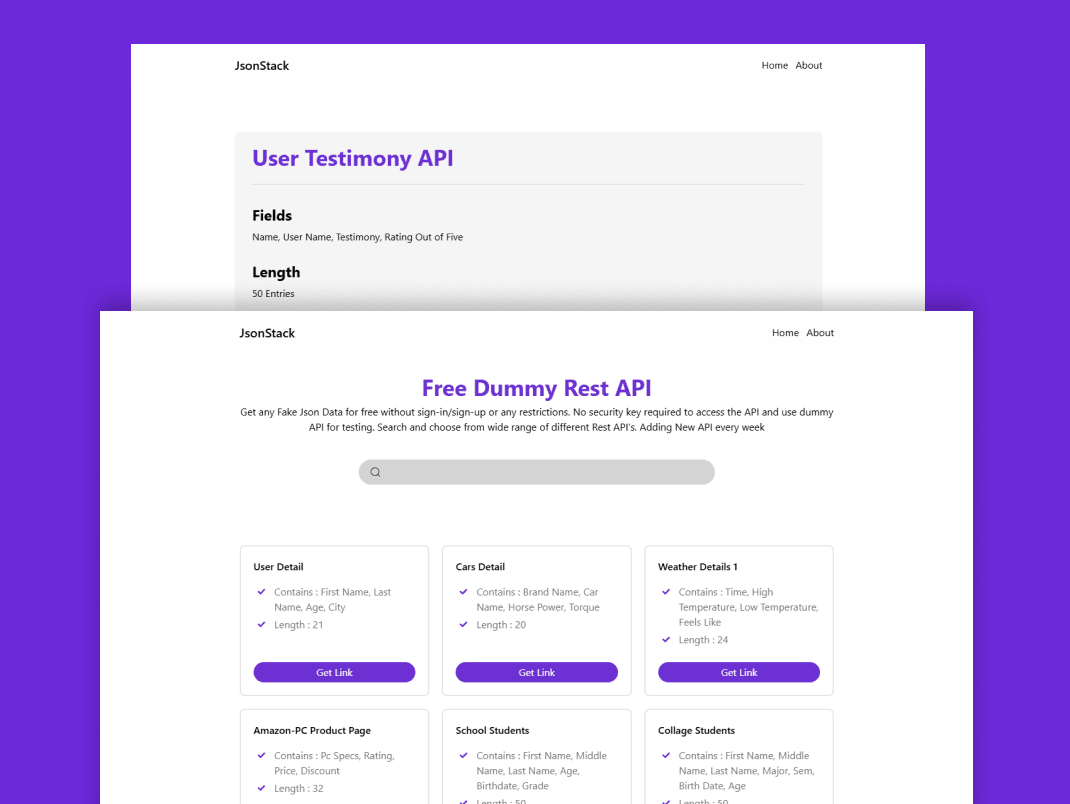 JsonStack
Home About
User Testimony API
Fields
Name, User Name, Testimony, Rating Out of Five
Length
50 Entries
JsonStack
Home About
Free Dummy Rest API
Get any Fake Json Data for free without sign-in/sign-up or any restrictions. No security key required to access the API and use dummy
API for testing. Search and choose from wide range of different Rest API's. Adding New API every week
User Detail
Contains : First Name, Last
Name, Age, City
Length : 21
Get Link
Cars Detail
Contains : Brand Name, Car
Name, Horse Power, Torque
Length : 20
Get Link
Weather Details 1
Contains : Time, High
Temperature, Low Temperature,
Feels Like
Length : 24
Get Link
Amazon-PC Product Page
Contains : Pc Specs, Rating,
Price, Discount
Length : 32
School Students
Contains : First Name, Middle
Name, Last Name, Age,
Birthdate, Grade
Length : 50
Collage Students
Contains : First Name, Middle
Name, Last Name, Major, Sem,
Birth Date, Age
Length : 50